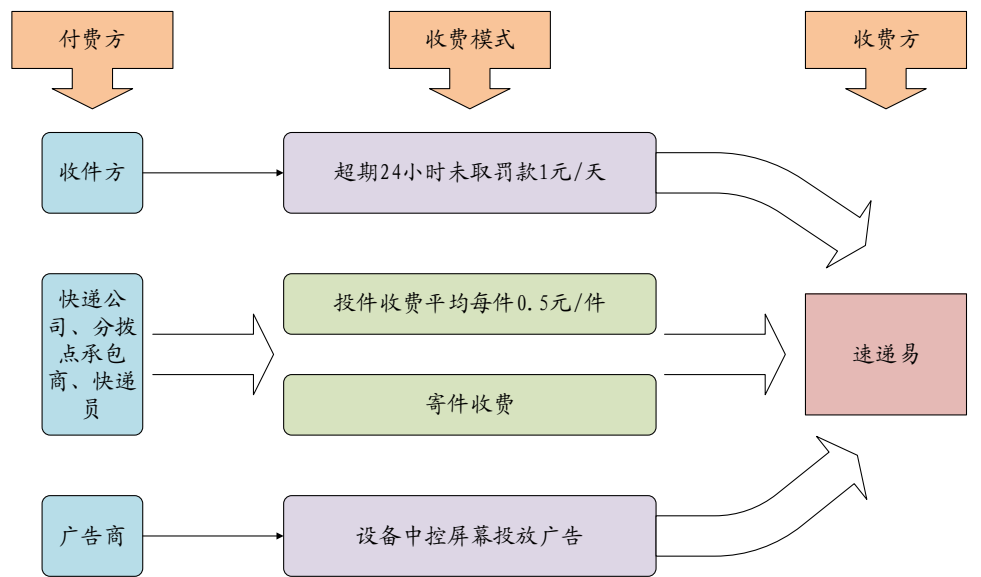 付费方
收费模式
收费方
收件方
超期24小时未取罚款1元/天
快递公
司、分拨
点承包
商、快递
员
投件收费平均每件0.5元/件
寄件收费
速递易
广告商
设备中控屏幕投放广告